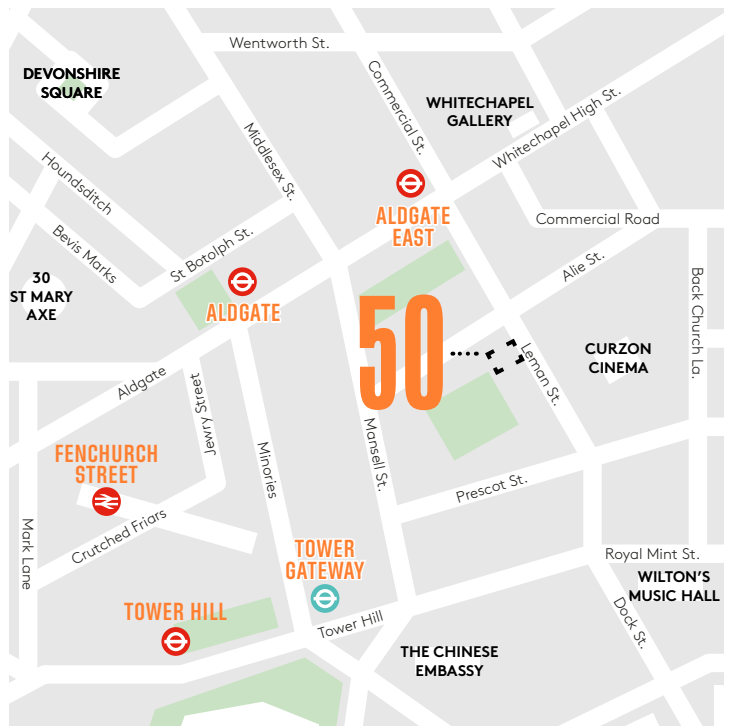 Wentworth St.
DEVONSHIRE
SQUARE
Commercial St.
WHITECHAPEL
GALLERY
Whitechapel High St.
Middlesex St.
Houndsditch
ALDGATE
EAST
Commercial Road
Bevis Marks
St Botolph St.
Alie St.
30
ST MARY
AXE
ALDGATE
Back Church La.
50
Leman St.
CURZON
CINEMA
Aldgate
Jewry Street
Minories
Mansell St.
FENCHURCH
STREET
Prescot St.
Mark Lane
Crutched Friars
TOWER
GATEWAY
Royal Mint St.
WILTON'S
MUSIC HALL
TOWER HILL
Tower Hill
Dock St.
THE CHINESE
EMBASSY